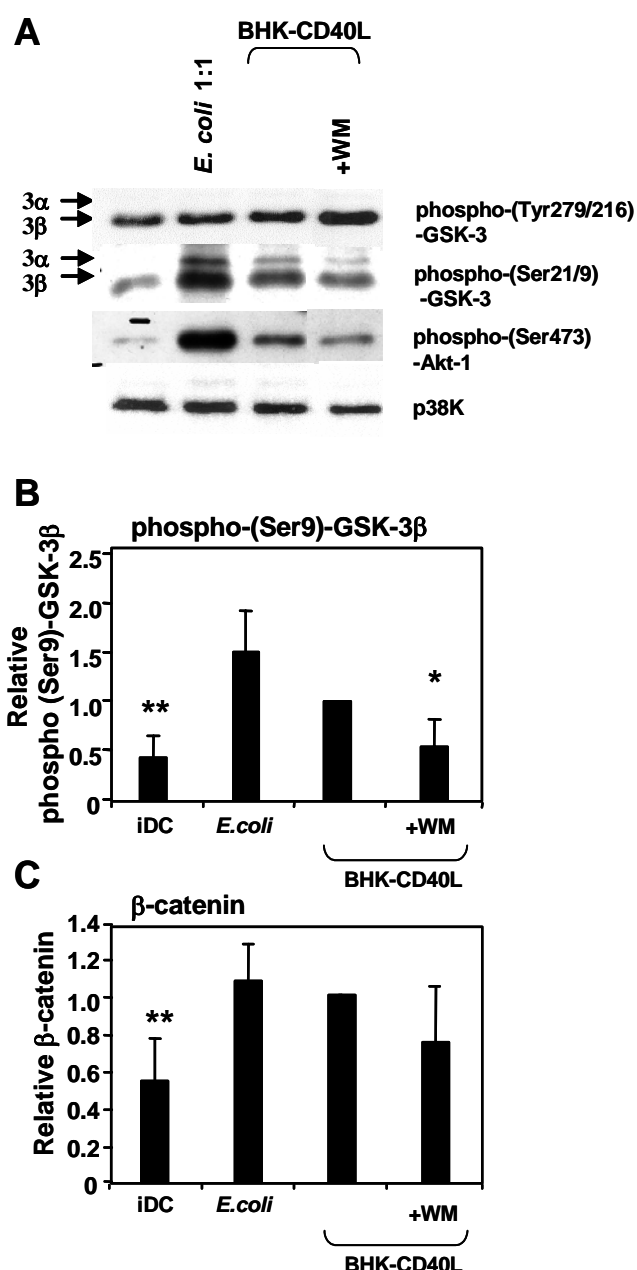 A
BHK-CD40L
E. coli 1:1
+WM
3α
3β
phospho-(Tyr279/216)
-GSK-3
3α
3β
phospho-(Ser21/9)
-GSK-3
phospho-(Ser473)
-Akt-1
p38K
B
phospho-(Ser9)-GSK-3β
Relative
phospho (Ser9)-GSK-3β
2.5
2.0
1.5
1.0
0.5
0
**
*
iDC
E.coli
+WM
BHK-CD40L
C
β-catenin
Relative β-catenin
1.4
1.2
1.0
0.8
0.6
0.4
0.2
0
**
iDC
E.coli
+WM
BHK-CD40L